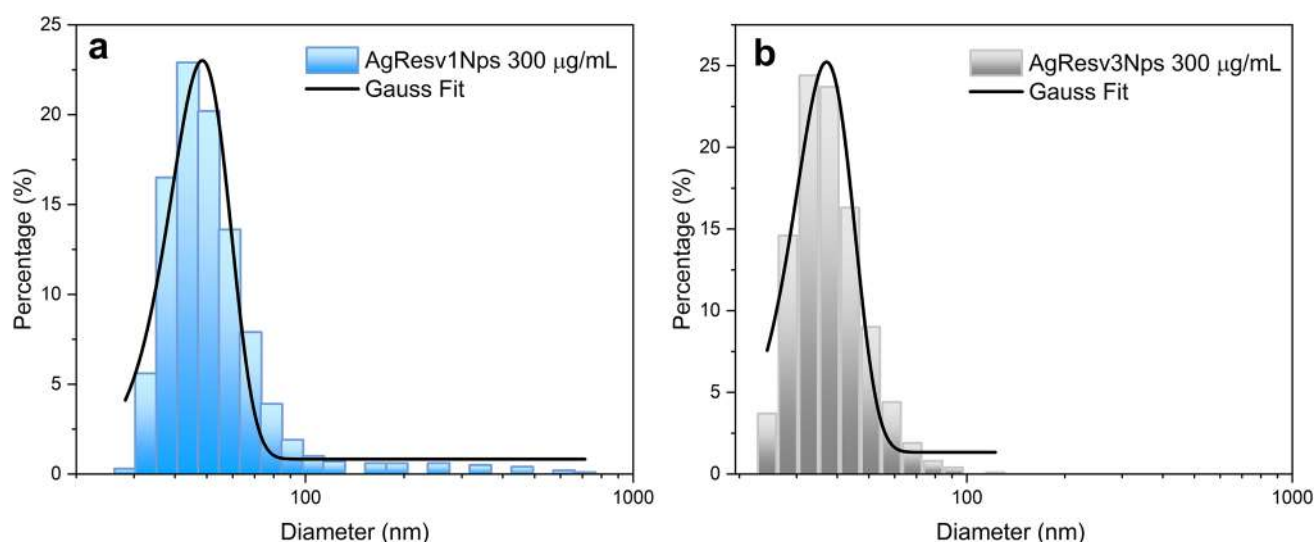 a
AgResv1Nps 300 μg/mL
Gauss Fit
Percentage (%)
25
20
15
10
5
0
100
1000
Diameter (nm)
b
AgResv3Nps 300 μg/mL
Gauss Fit
Percentage (%)
25
20
15
10
5
0
100
1000
Diameter (nm)